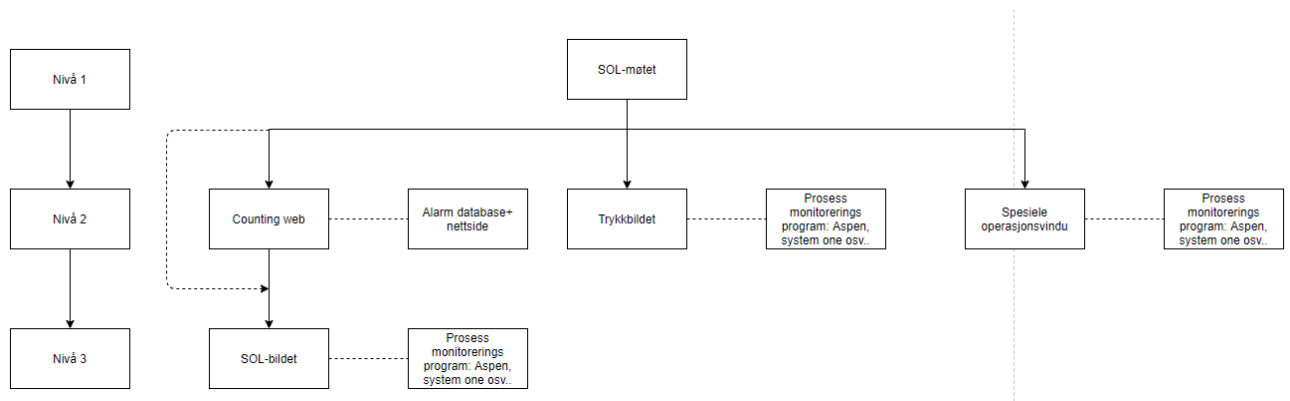 Nivå 1
SOL-møtet
Nivå 2
Counting web
Alarm database+
nettside
Trykkbildet
Prosess
monitorerings
program: Aspen,
system one osv..
Spesiele
operasjonsvindu
Prosess
monitorerings
program: Aspen,
system one osv..
Nivå 3
SOL-bildet
Prosess
monitorerings
program: Aspen,
system one osv..